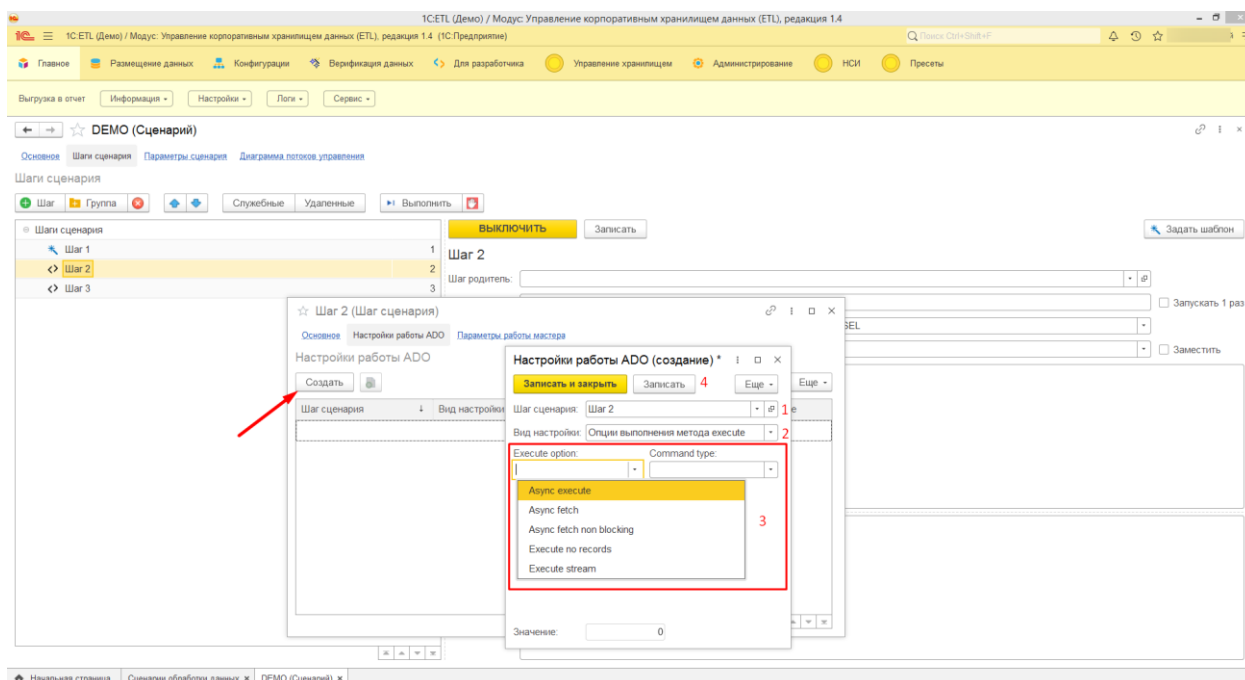 1С:ETL (Демо) / Модус: Управление корпоративным хранилищем данных (ETL), редакция 1.4
1С:ETL (Демо) / Модус: Управление корпоративным хранилищем данных (ETL), редакция 1.4 (1С:Предприятие) Поиск Ctrl+Shift+F
Главное Размещение данных Конфигурации Верификация данных Для разработчика Управление хранилищем Администрирование НСИ Пресеты
Выгрузка в отчет Информация Настройки Логи Сервис
DEMO (Сценарий)
Основное Шаги сценария Параметры сценария Диаграмма потоков управления
Шаги сценария
Шаг Группа Служебные Удаленные Выполнить
Шаги сценария ВЫКЛЮЧИТЬ Записать Задать шаблон
Шаг 1 1
Шаг 2
Шаг 2 2
Шаг родитель:
Шаг 3 3
Запускать 1 раз
Шаг 2 (Шаг сценария)
SEL
Основное Настройки работы ADO Параметры работы мастера
Заместить
Настройки работы ADO
Настройки работы ADO (создание) *
Создать Еще
Записать и закрыть Записать 4 Еще
Шаг сценария ↓ Вид настройки е
Шаг сценария: Шаг 2 1
Вид настройки: Опции выполнения метода execute 2
Execute option: Command type:
Async execute
Async fetch
Async fetch non blocking
3
Execute no records
Execute stream
Значение: 0
Начальная страница Сценарии обработки данных × DEMO (Сценарий) ×